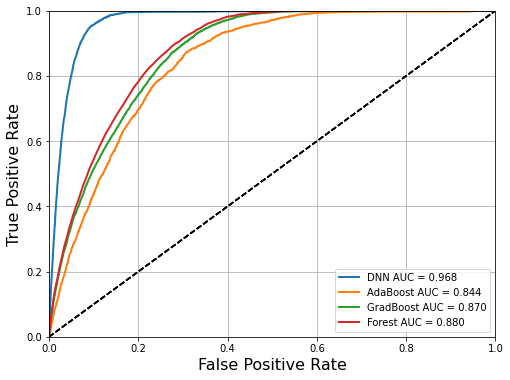 1.0
0.8
0.6
0.4
0.2
0.0
True Positive Rate
DNN AUC = 0.968
AdaBoost AUC = 0.844
GradBoost AUC = 0.870
Forest AUC = 0.880
0.0 0.2 0.4 0.6 0.8 1.0
False Positive Rate